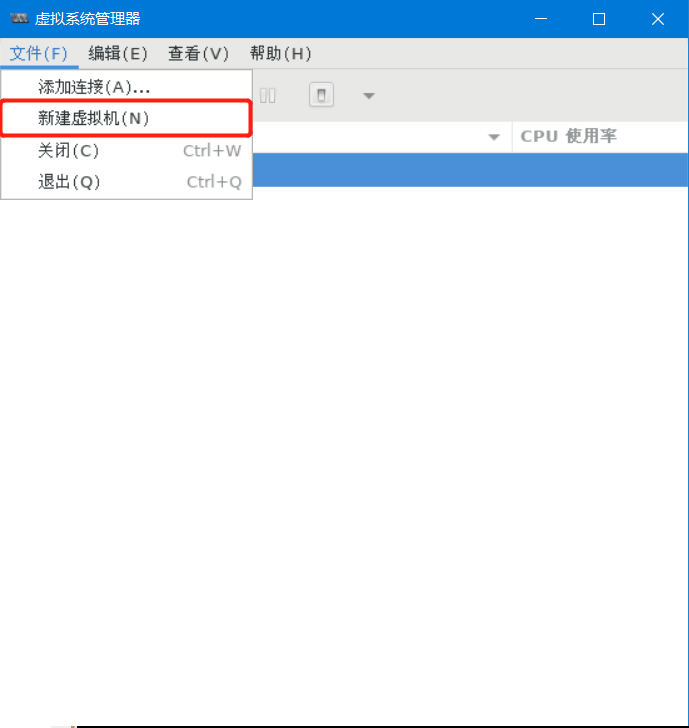 虚拟系统管理器
文件(F) 编辑(E) 查看(V) 帮助(H)
添加连接(A)...
新建虚拟机(N)
CPU 使用率
关闭(C) Ctrl+W
退出(Q) Ctrl+Q